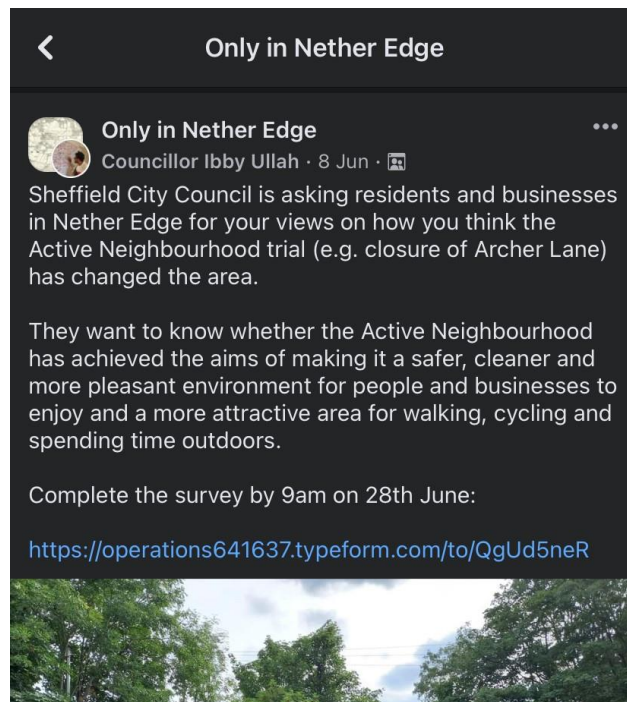 Only in Nether Edge
Only in Nether Edge
Councillor Ibby Ullah · 8 Jun ·
Sheffield City Council is asking residents and businesses
in Nether Edge for your views on how you think the
Active Neighbourhood trial (e.g. closure of Archer Lane)
has changed the area.
They want to know whether the Active Neighbourhood
has achieved the aims of making it a safer, cleaner and
more pleasant environment for people and businesses to
enjoy and a more attractive area for walking, cycling and
spending time outdoors.
Complete the survey by 9am on 28th June:
https://operations641637.typeform.com/to/QgUd5neR